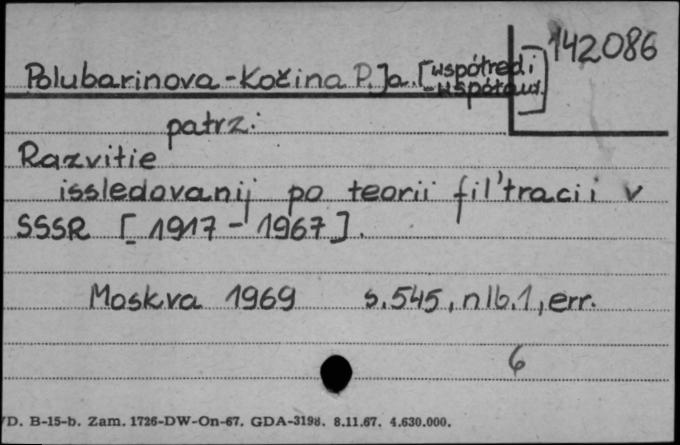 142086
Polubarinova-Kočina P.Ja. [współred. i
-współaut.]
patrz:
Razvitie
issledovanij po teorii fil'tracii v
SSSR [1917-1967].
Moskva 1969 s.545, nlb.1, err.
6
/D. B-15-b. Zam. 1726-DW-On-67. GDA-3198. 8.11.67. 4.630.000.